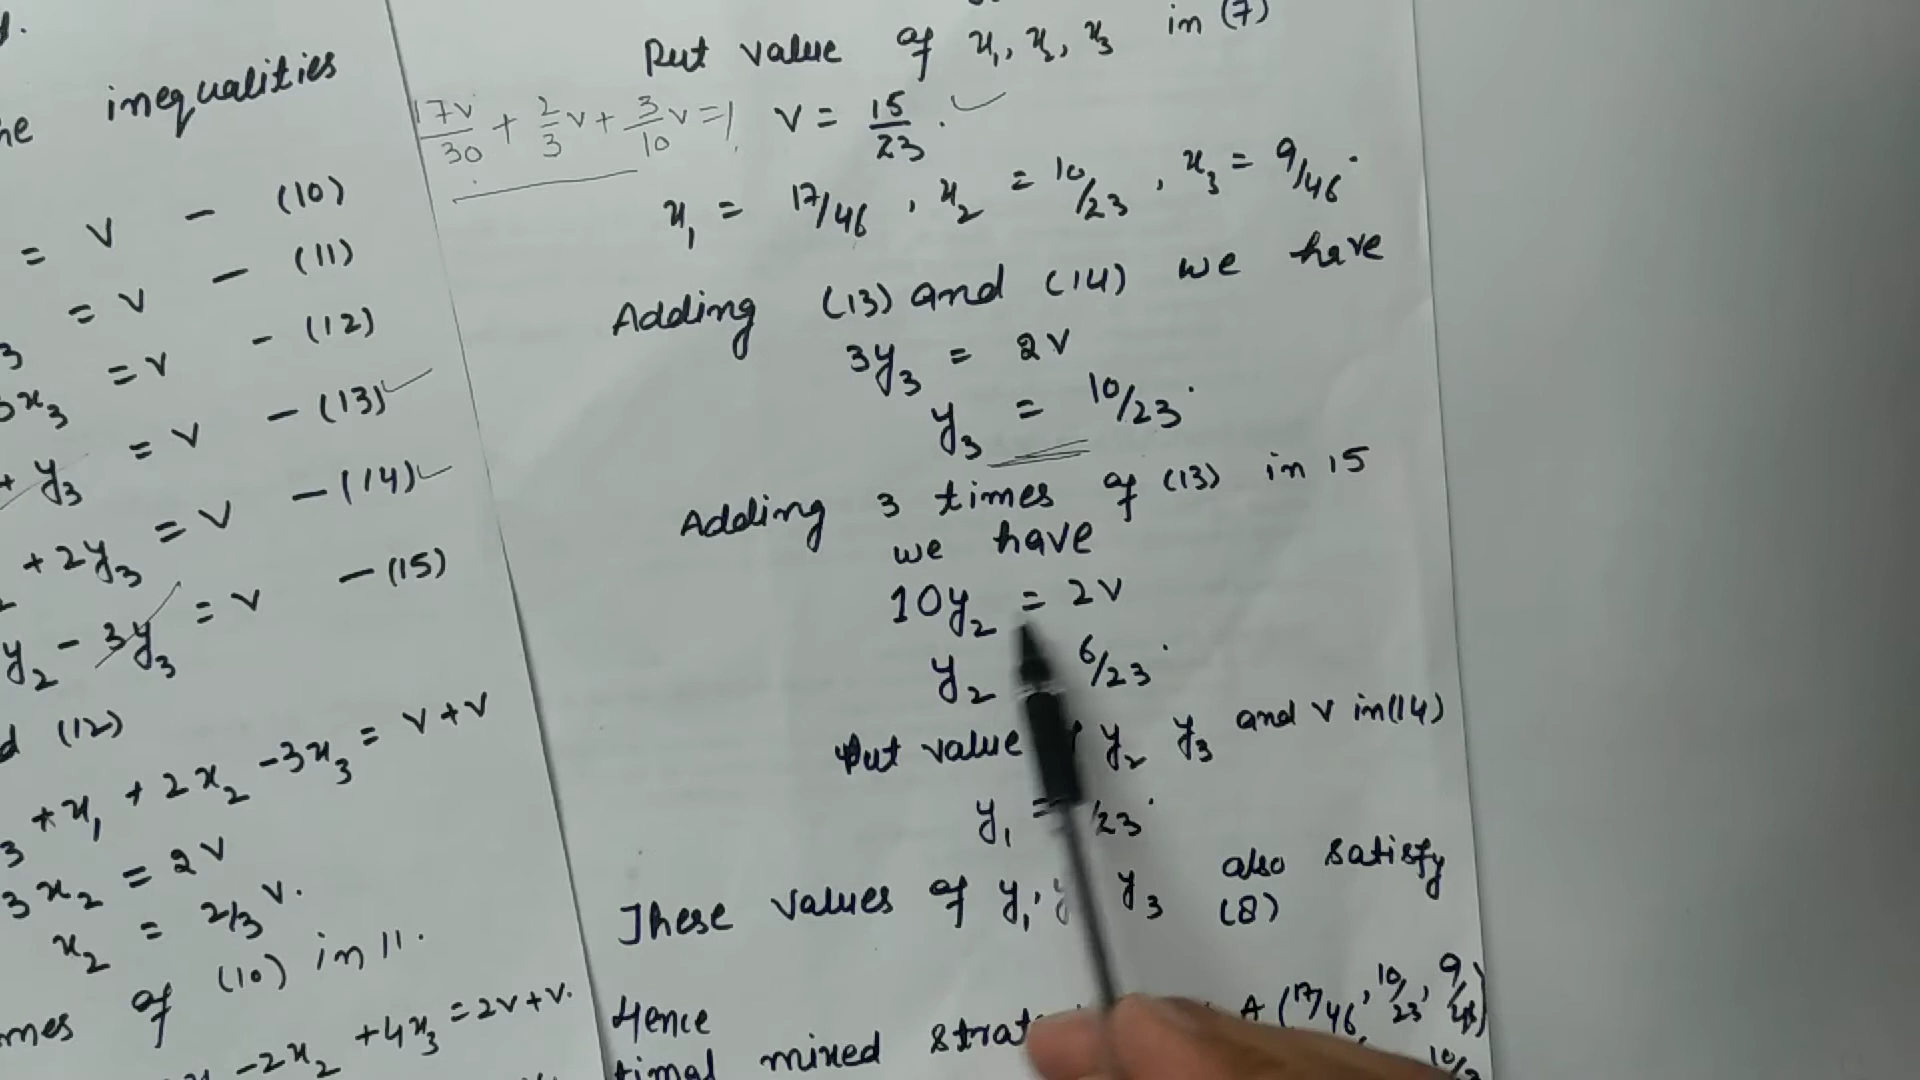 he inequalities
= v - (10)
= v - (11)
3x₃ = v - (12)
+ y₃ = v - (13)
+ 2y₃ = v - (14)
y₂ - 3y₃ = v - (15)
(12)
+ x₁ + 2x₂ - 3x₃ = v + v
3x₂ = 2v
x₂ = 2/3 v.
of (10) in 11.
- 2x₂ + 4x₃ = 2v + v.
Put value of x₁, x₂, x₃ in (7)
17v/30 + 2/3 v + 3/10 v = 1 v = 15/23.
x₁ = 17/46, x₂ = 10/23, x₃ = 9/46.
Adding (13) and (14) we have
3y₃ = 2v
y₃ = 10/23.
Adding 3 times of (13) in 15
we have
10y₂ = 2v
y₂ 6/23.
Put value y₂ y₃ and v in (14)
y₁ = /23.
These values of y₁, y₃ also satisfy
(8)
Hence
mixed A (17/46, 10/23, 9/46)